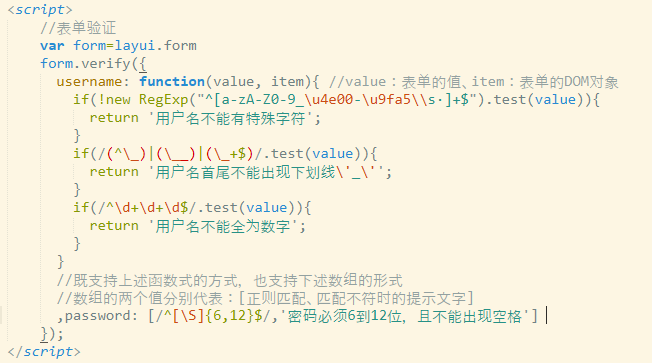 <script>
//表单验证
var form=layui.form
form.verify({
username: function(value, item){ //value：表单的值、item：表单的DOM对象
if(!new RegExp("^[a-zA-Z0-9_\u4e00-\u9fa5\\s·]+$").test(value)){
return '用户名不能有特殊字符';
}
if(/(^\_)|(\__)|(\_+$)/.test(value)){
return '用户名首尾不能出现下划线\'_\'';
}
if(/^\d+\d+\d$/.test(value)){
return '用户名不能全为数字';
}
}
//既支持上述函数式的方式，也支持下述数组的形式
//数组的两个值分别代表：[正则匹配、匹配不符时的提示文字]
,password: [/^[\S]{6,12}$/,'密码必须6到12位，且不能出现空格']
});
</script>